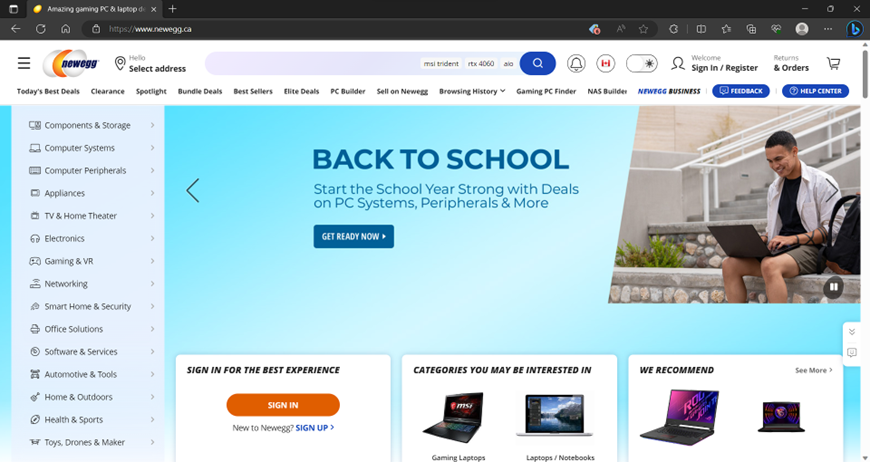 Amazing gaming PC & laptop de
https://www.newegg.ca
newegg
Hello
Select address
msi trident
rtx 4060
aio
Welcome
Sign In / Register
Returns
& Orders
Today's Best Deals
Clearance
Spotlight
Bundle Deals
Best Sellers
Elite Deals
PC Builder
Sell on Newegg
Browsing History
Gaming PC Finder
NAS Builder
NEWEGG BUSINESS
FEEDBACK
HELP CENTER
Components & Storage
Computer Systems
Computer Peripherals
Appliances
TV & Home Theater
Electronics
Gaming & VR
Networking
Smart Home & Security
Office Solutions
Software & Services
Automotive & Tools
Home & Outdoors
Health & Sports
Toys, Drones & Maker
BACK TO SCHOOL
Start the School Year Strong with Deals
on PC Systems, Peripherals & More
GET READY NOW
SIGN IN FOR THE BEST EXPERIENCE
SIGN IN
New to Newegg? SIGN UP
CATEGORIES YOU MAY BE INTERESTED IN
msi
Gaming Laptops
Laptops / Notebooks
WE RECOMMEND
See More